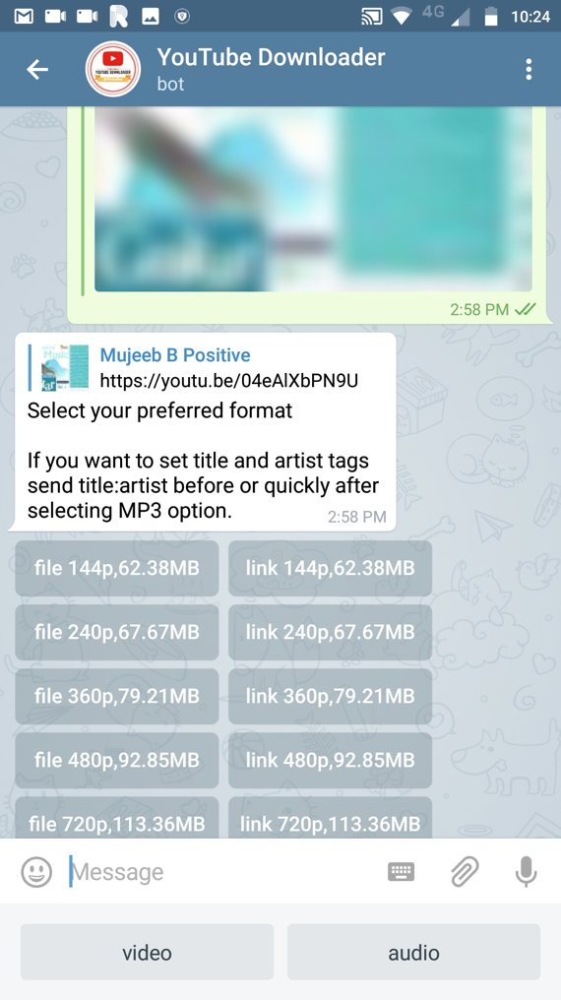 4G
10:24
YouTube Downloader
bot
2:58 PM
Mujeeb B Positive
https://youtu.be/04eAlXbPN9U
Select your preferred format
If you want to set title and artist tags
send title:artist before or quickly after
selecting MP3 option.
2:58 PM
file 144p,62.38MB
link 144p,62.38MB
file 240p,67.67MB
link 240p,67.67MB
file 360p,79.21MB
link 360p,79.21MB
file 480p,92.85MB
link 480p,92.85MB
file 720p,113.36MB
link 720p,113.36MB
Message
video
audio